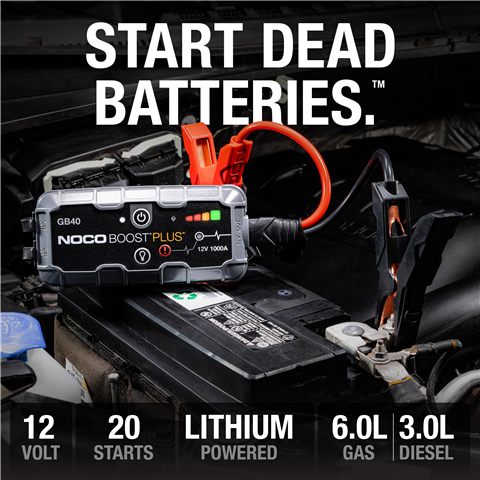 START DEAD
BATTERIES.™
GB40
NOCO BOOST PLUS™
12V 1000A
12 VOLT
20 STARTS
LITHIUM POWERED
6.0L GAS
3.0L DIESEL